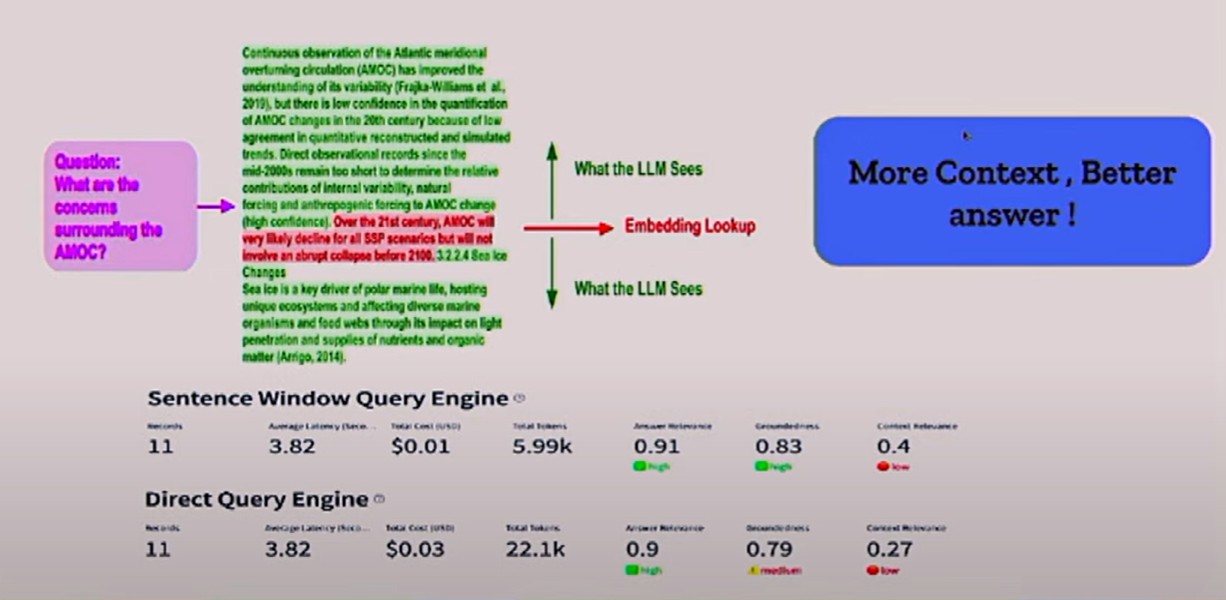 Question:
What are the
concerns
surrounding the
AMOC?
Continuous observation of the Atlantic meridional
overturning circulation (AMOC) has improved the
understanding of its variability (Frajka-Williams et al.,
2019), but there is low confidence in the quantification
of AMOC changes in the 20th century because of low
agreement in quantitative reconstructed and simulated
trends. Direct observational records since the
mid-2000s remain too short to determine the relative
contributions of internal variability, natural
forcing and anthropogenic forcing to AMOC change
(high confidence). Over the 21st century, AMOC will
very likely decline for all SSP scenarios but will not
involve an abrupt collapse before 2100. 3.2.2.4 Sea Ice
Changes
Sea ice is a key driver of polar marine life, hosting
unique ecosystems and affecting diverse marine
organisms and food webs through its impact on light
penetration and supplies of nutrients and organic
matter (Arrigo, 2014).
What the LLM Sees
Embedding Lookup
What the LLM Sees
More Context , Better
answer !
Sentence Window Query Engine
Records Average Latency (Seco... Total Cost (USD) Total Tokens Answer Relevance Groundedness Context Relevance
11 3.82 $0.01 5.99k 0.91 0.83 0.4
high high low
Direct Query Engine
Records Average Latency (Seco... Total Cost (USD) Total Tokens Answer Relevance Groundedness Context Relevance
11 3.82 $0.03 22.1k 0.9 0.79 0.27
high medium low